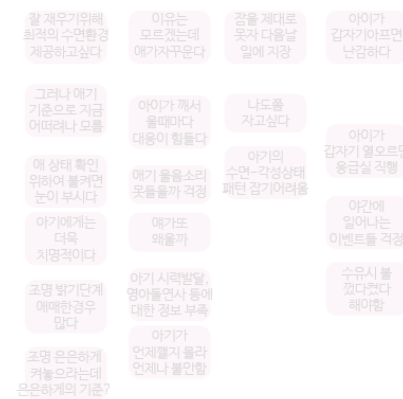 잘 재우기위해
최적의 수면환경
제공하고싶다
그러나 애기
기준으로 지금
어떠려나 모름
애 상태 확인
위하여 불켜면
눈이 부시다
아기에게는
더욱
치명적이다
조명 밝기단계
애매한경우
많다
조명 은은하게
켜놓으라는데
은은하게의 기준?
이유는
모르겠는데
애가자꾸운다
아이가 깨서
울때마다
대응이 힘들다
애기 울음소리
못들을까 걱정
얘가또
왜울까
아기 시력발달,
영아돌연사 등에
대한 정보 부족
아기가
언제깰지 몰라
언제나 불안함
잠을 제대로
못자 다음날
일에 지장
나도좀
자고싶다
아기의
수면-각성상태
패턴 잡기어려움
아이가
갑자기아프면
난감하다
아이가
갑자기 열오르면
응급실 직행
야간에
일어나는
이벤트들 걱정
수유시 불
껐다켰다
해야함